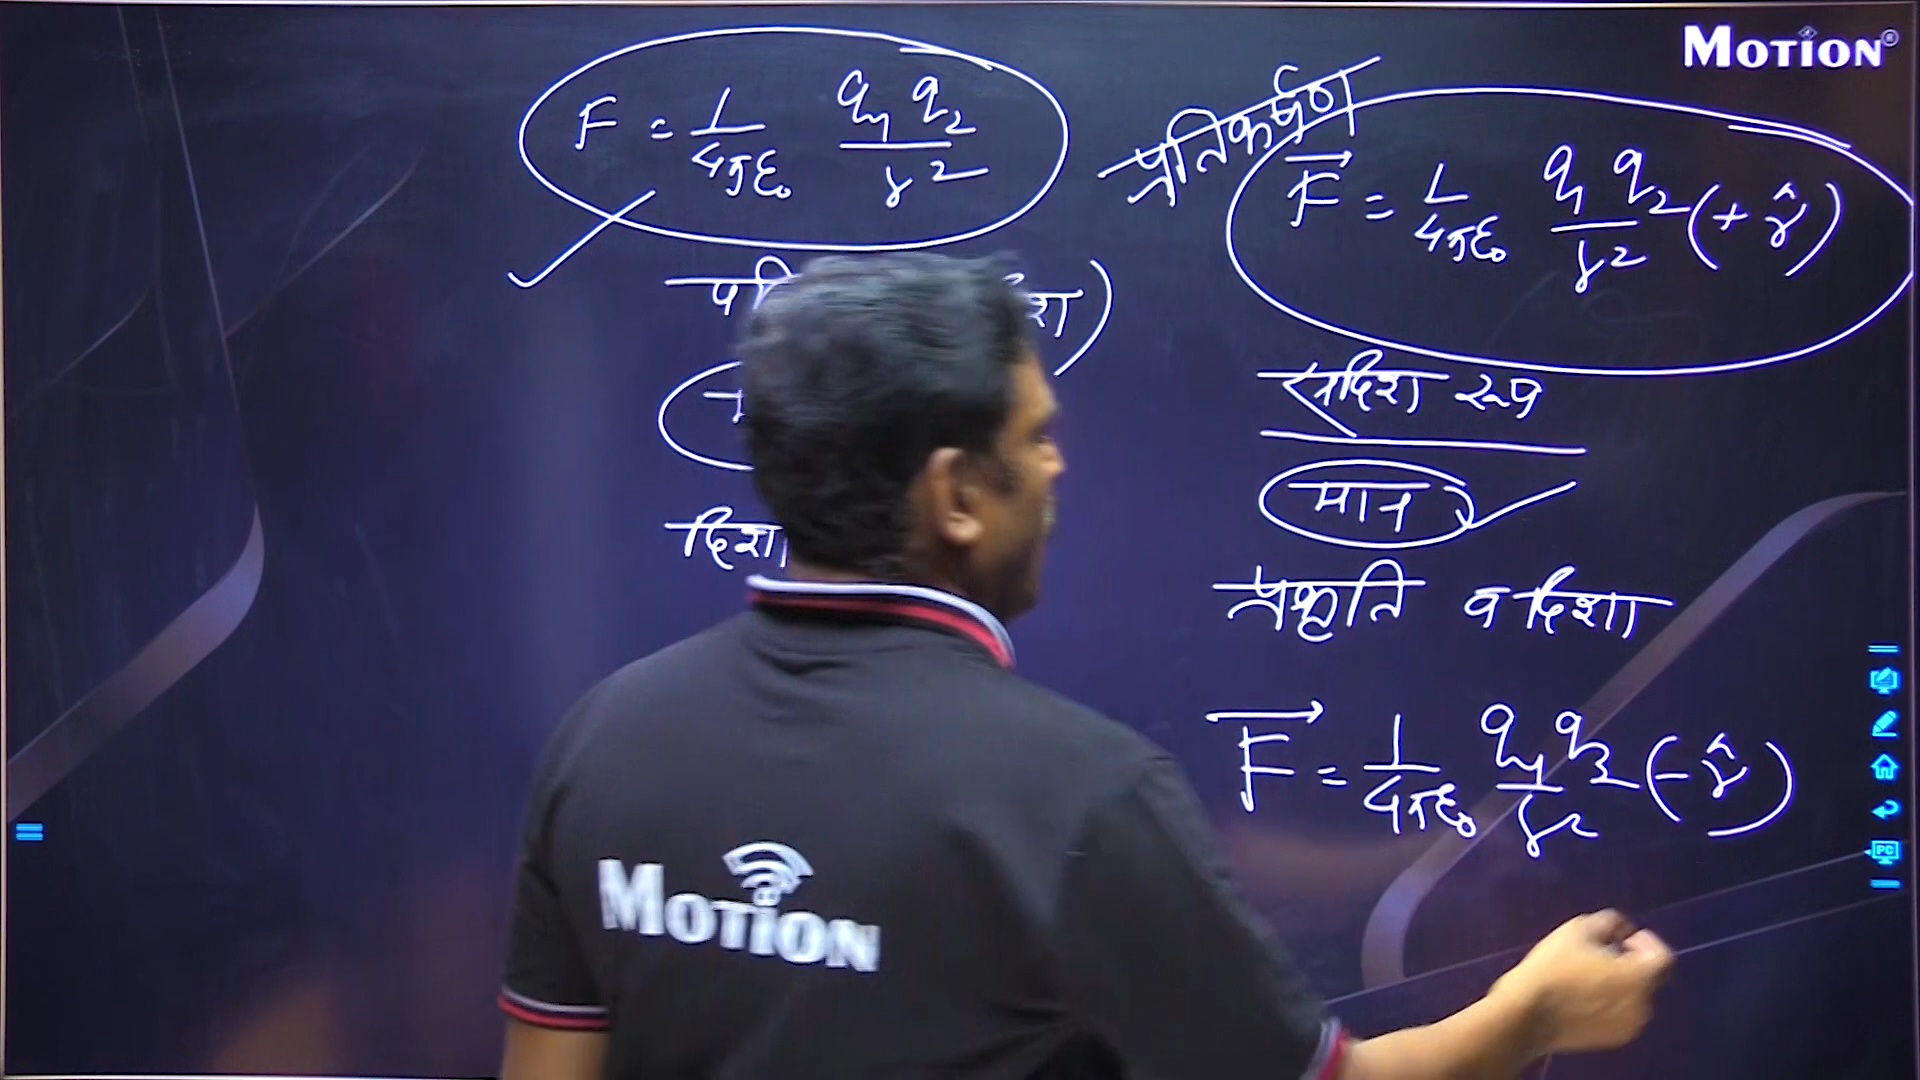 MOTION
F = 1/4πε₀ q₁q₂/r²
प्रतिकर्षण
F⃗ = 1/4πε₀ q₁q₂/r² (+ r̂)
सदिश रूप
मान
प्रकृति व दिशा
दिशा
F⃗ = 1/4πε₀ q₁q₂/r² (- r̂)
MOTION
PC